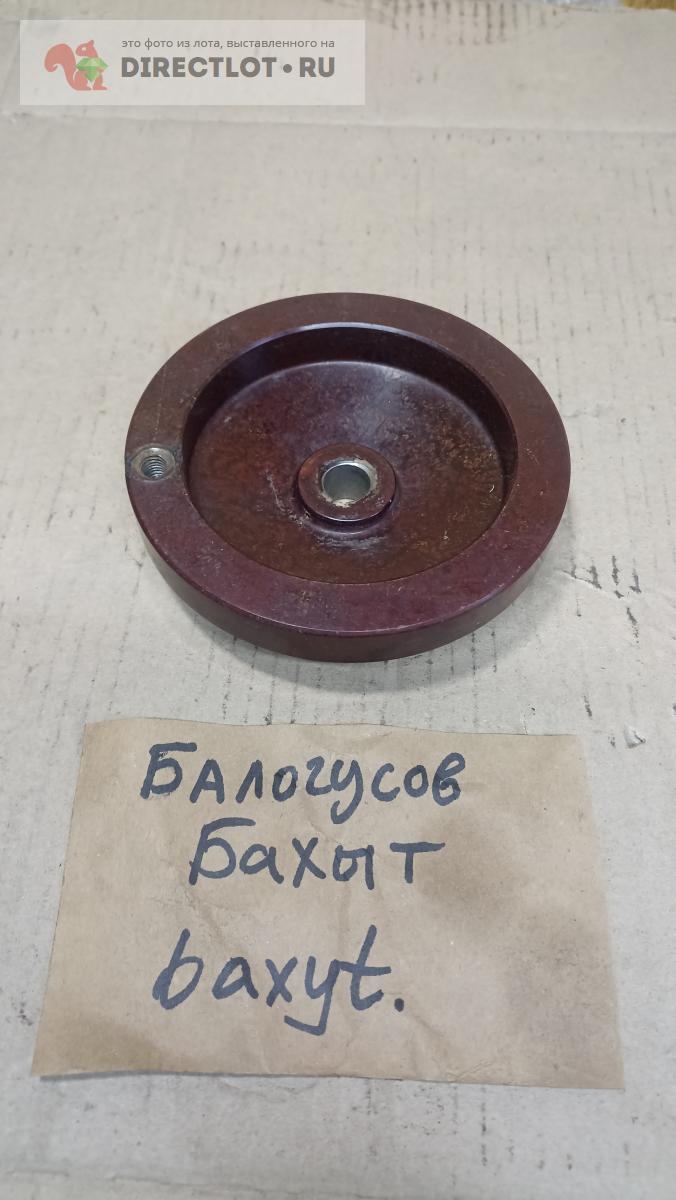 это фото из лота, выставленного на
DIRECTLOT•RU
БАЛОГУСОВ
Бахыт
baxyt.